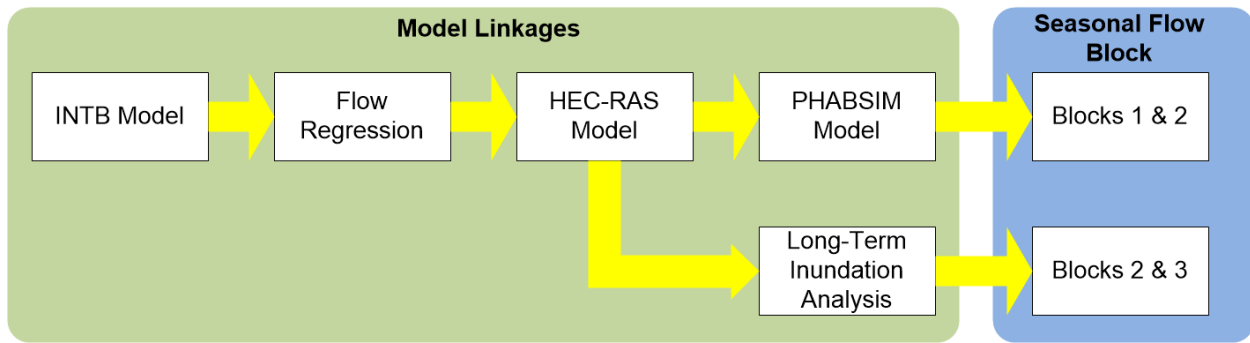 Model Linkages
Seasonal Flow
Block
INTB Model
Flow
Regression
HEC-RAS
Model
PHABSIM
Model
Blocks 1 & 2
Long-Term
Inundation
Analysis
Blocks 2 & 3